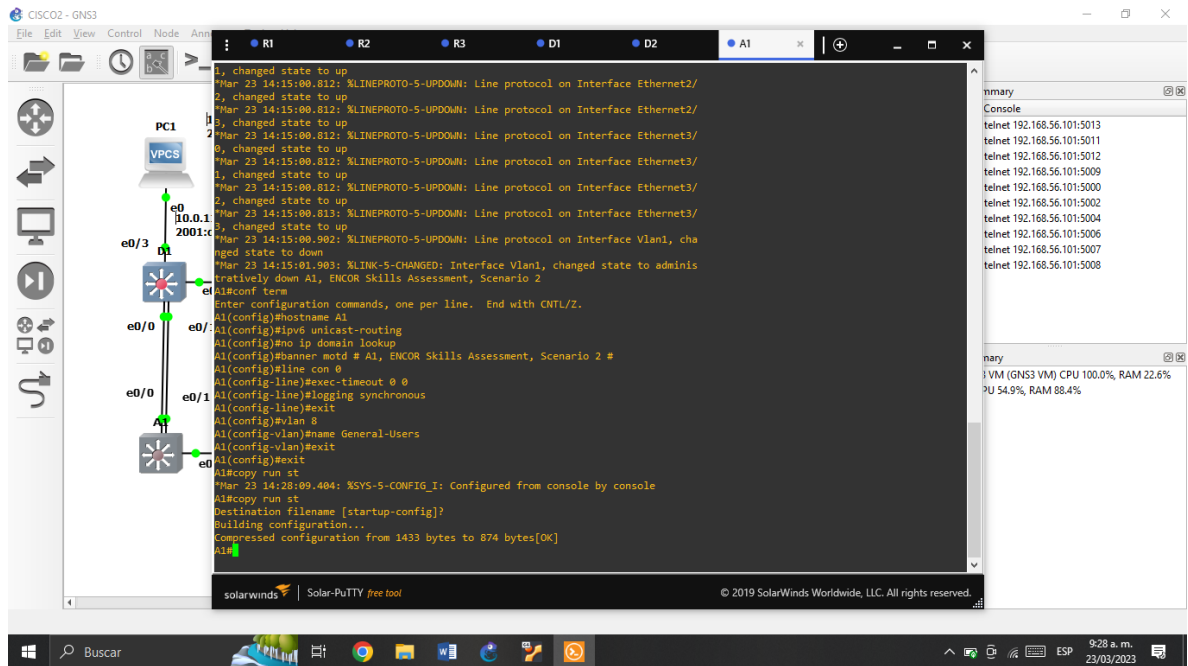 CISCO2 - GNS3
File Edit View Control Node Ann
R1 R2 R3 D1 D2 A1
1, changed state to up
*Mar 23 14:15:00.812: %LINEPROTO-5-UPDOWN: Line protocol on Interface Ethernet2/
2, changed state to up
*Mar 23 14:15:00.812: %LINEPROTO-5-UPDOWN: Line protocol on Interface Ethernet2/
3, changed state to up
*Mar 23 14:15:00.812: %LINEPROTO-5-UPDOWN: Line protocol on Interface Ethernet3/
0, changed state to up
*Mar 23 14:15:00.812: %LINEPROTO-5-UPDOWN: Line protocol on Interface Ethernet3/
1, changed state to up
*Mar 23 14:15:00.812: %LINEPROTO-5-UPDOWN: Line protocol on Interface Ethernet3/
2, changed state to up
*Mar 23 14:15:00.813: %LINEPROTO-5-UPDOWN: Line protocol on Interface Ethernet3/
3, changed state to up
*Mar 23 14:15:00.902: %LINEPROTO-5-UPDOWN: Line protocol on Interface Vlan1, cha
nged state to down
*Mar 23 14:15:01.903: %LINK-5-CHANGED: Interface Vlan1, changed state to adminis
tratively down A1, ENCOR Skills Assessment, Scenario 2
A1#conf term
Enter configuration commands, one per line.  End with CNTL/Z.
A1(config)#hostname A1
A1(config)#ipv6 unicast-routing
A1(config)#no ip domain lookup
A1(config)#banner motd # A1, ENCOR Skills Assessment, Scenario 2 #
A1(config)#line con 0
A1(config-line)#exec-timeout 0 0
A1(config-line)#logging synchronous
A1(config-line)#exit
A1(config)#vlan 8
A1(config-vlan)#name General-Users
A1(config-vlan)#exit
A1(config)#exit
A1#copy run st
*Mar 23 14:28:09.404: %SYS-5-CONFIG_I: Configured from console by console
A1#copy run st
Destination filename [startup-config]?
Building configuration...
Compressed configuration from 1433 bytes to 874 bytes[OK]
A1#
solarwinds Solar-PuTTY free tool
© 2019 SolarWinds Worldwide, LLC. All rights reserved.
PC1
VPCS
e0
10.0.1
2001:
e0/3
D1
e0/0
e0/
e0/0
e0/1
A1
e0
mmary
Console
telnet 192.168.56.101:5013
telnet 192.168.56.101:5011
telnet 192.168.56.101:5012
telnet 192.168.56.101:5009
telnet 192.168.56.101:5000
telnet 192.168.56.101:5002
telnet 192.168.56.101:5004
telnet 192.168.56.101:5006
telnet 192.168.56.101:5007
telnet 192.168.56.101:5008
mary
VM (GNS3 VM) CPU 100.0%, RAM 22.6%
PU 54.9%, RAM 88.4%
Buscar
ESP
9:28 a. m.
23/03/2023